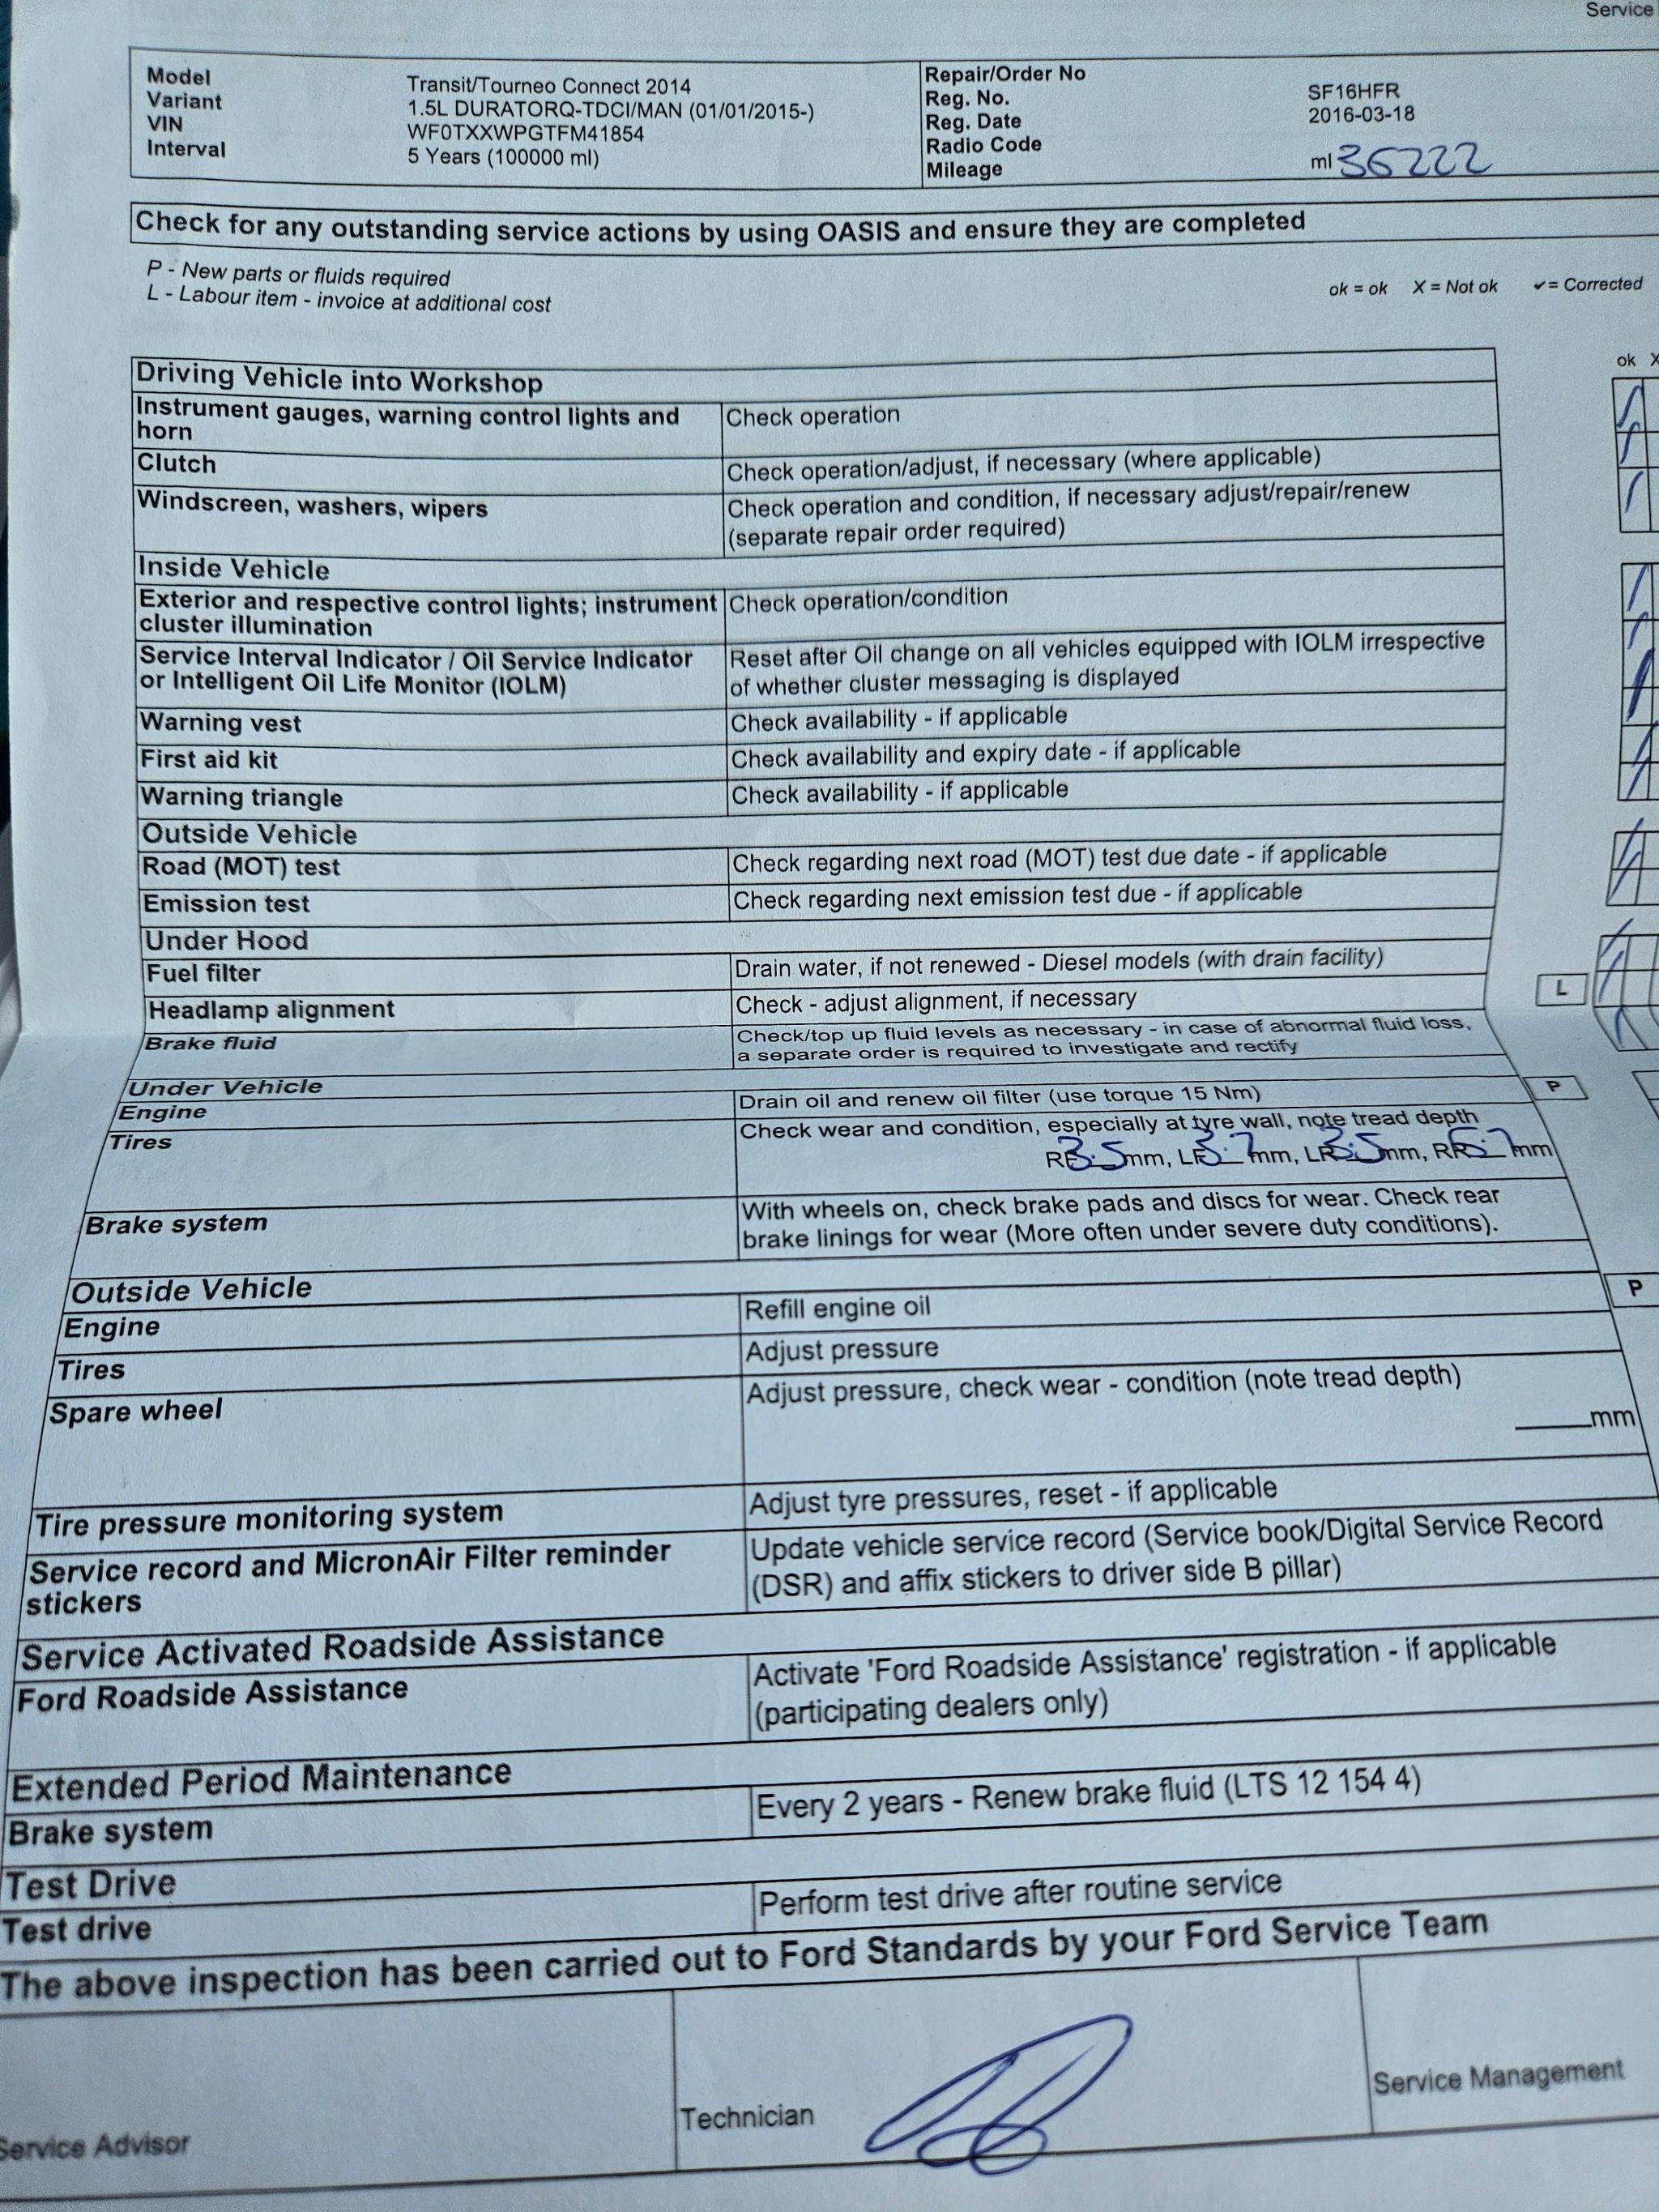 Service
Model Transit/Tourneo Connect 2014 Repair/Order No
Variant 1.5L DURATORQ-TDCI/MAN (01/01/2015-) Reg. No. SF16HFR
VIN WF0TXXWPGTFM41854 Reg. Date 2016-03-18
Interval 5 Years (100000 ml) Radio Code
Mileage ml 36222
Check for any outstanding service actions by using OASIS and ensure they are completed
P - New parts or fluids required
L - Labour item - invoice at additional cost
ok = ok X = Not ok ✔= Corrected
ok X
Driving Vehicle into Workshop
Instrument gauges, warning control lights and Check operation
horn
Clutch Check operation/adjust, if necessary (where applicable)
Windscreen, washers, wipers Check operation and condition, if necessary adjust/repair/renew
(separate repair order required)
Inside Vehicle
Exterior and respective control lights; instrument Check operation/condition
cluster illumination
Service Interval Indicator / Oil Service Indicator Reset after Oil change on all vehicles equipped with IOLM irrespective
or Intelligent Oil Life Monitor (IOLM) of whether cluster messaging is displayed
Warning vest Check availability - if applicable
First aid kit Check availability and expiry date - if applicable
Warning triangle Check availability - if applicable
Outside Vehicle
Road (MOT) test Check regarding next road (MOT) test due date - if applicable
Emission test Check regarding next emission test due - if applicable
Under Hood
Fuel filter Drain water, if not renewed - Diesel models (with drain facility)
Headlamp alignment Check - adjust alignment, if necessary L
Brake fluid Check/top up fluid levels as necessary - in case of abnormal fluid loss,
a separate order is required to investigate and rectify
Under Vehicle
Engine Drain oil and renew oil filter (use torque 15 Nm) P
Tires Check wear and condition, especially at tyre wall, note tread depth
RF 3.5 mm, LF 3.7 mm, LR 3.5 mm, RR mm
Brake system With wheels on, check brake pads and discs for wear. Check rear
brake linings for wear (More often under severe duty conditions).
Outside Vehicle
Engine Refill engine oil P
Tires Adjust pressure
Spare wheel Adjust pressure, check wear - condition (note tread depth)
____mm
Tire pressure monitoring system Adjust tyre pressures, reset - if applicable
Service record and MicronAir Filter reminder Update vehicle service record (Service book/Digital Service Record
stickers (DSR) and affix stickers to driver side B pillar)
Service Activated Roadside Assistance
Ford Roadside Assistance Activate 'Ford Roadside Assistance' registration - if applicable
(participating dealers only)
Extended Period Maintenance
Brake system Every 2 years - Renew brake fluid (LTS 12 154 4)
Test Drive
Test drive Perform test drive after routine service
The above inspection has been carried out to Ford Standards by your Ford Service Team
Service Advisor Technician Service Management